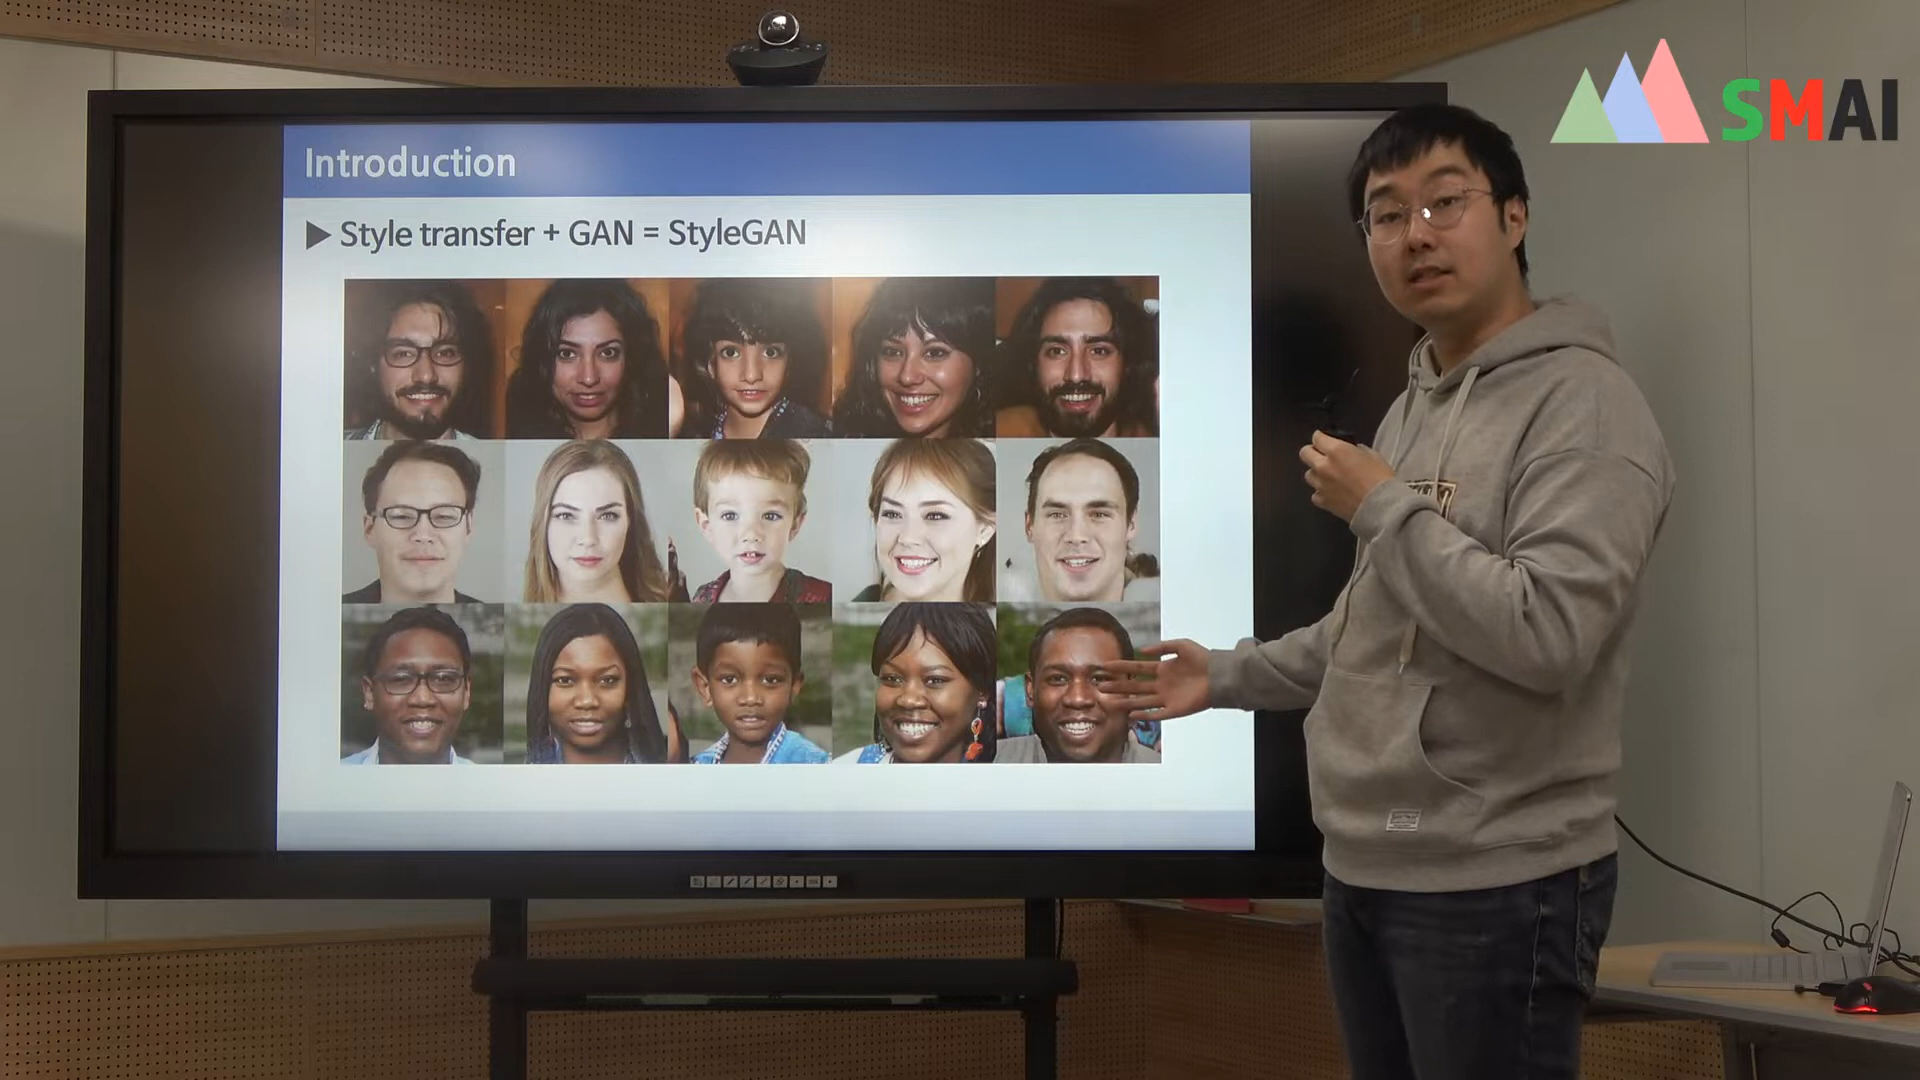 SMAI
Introduction
▶ Style transfer + GAN = StyleGAN